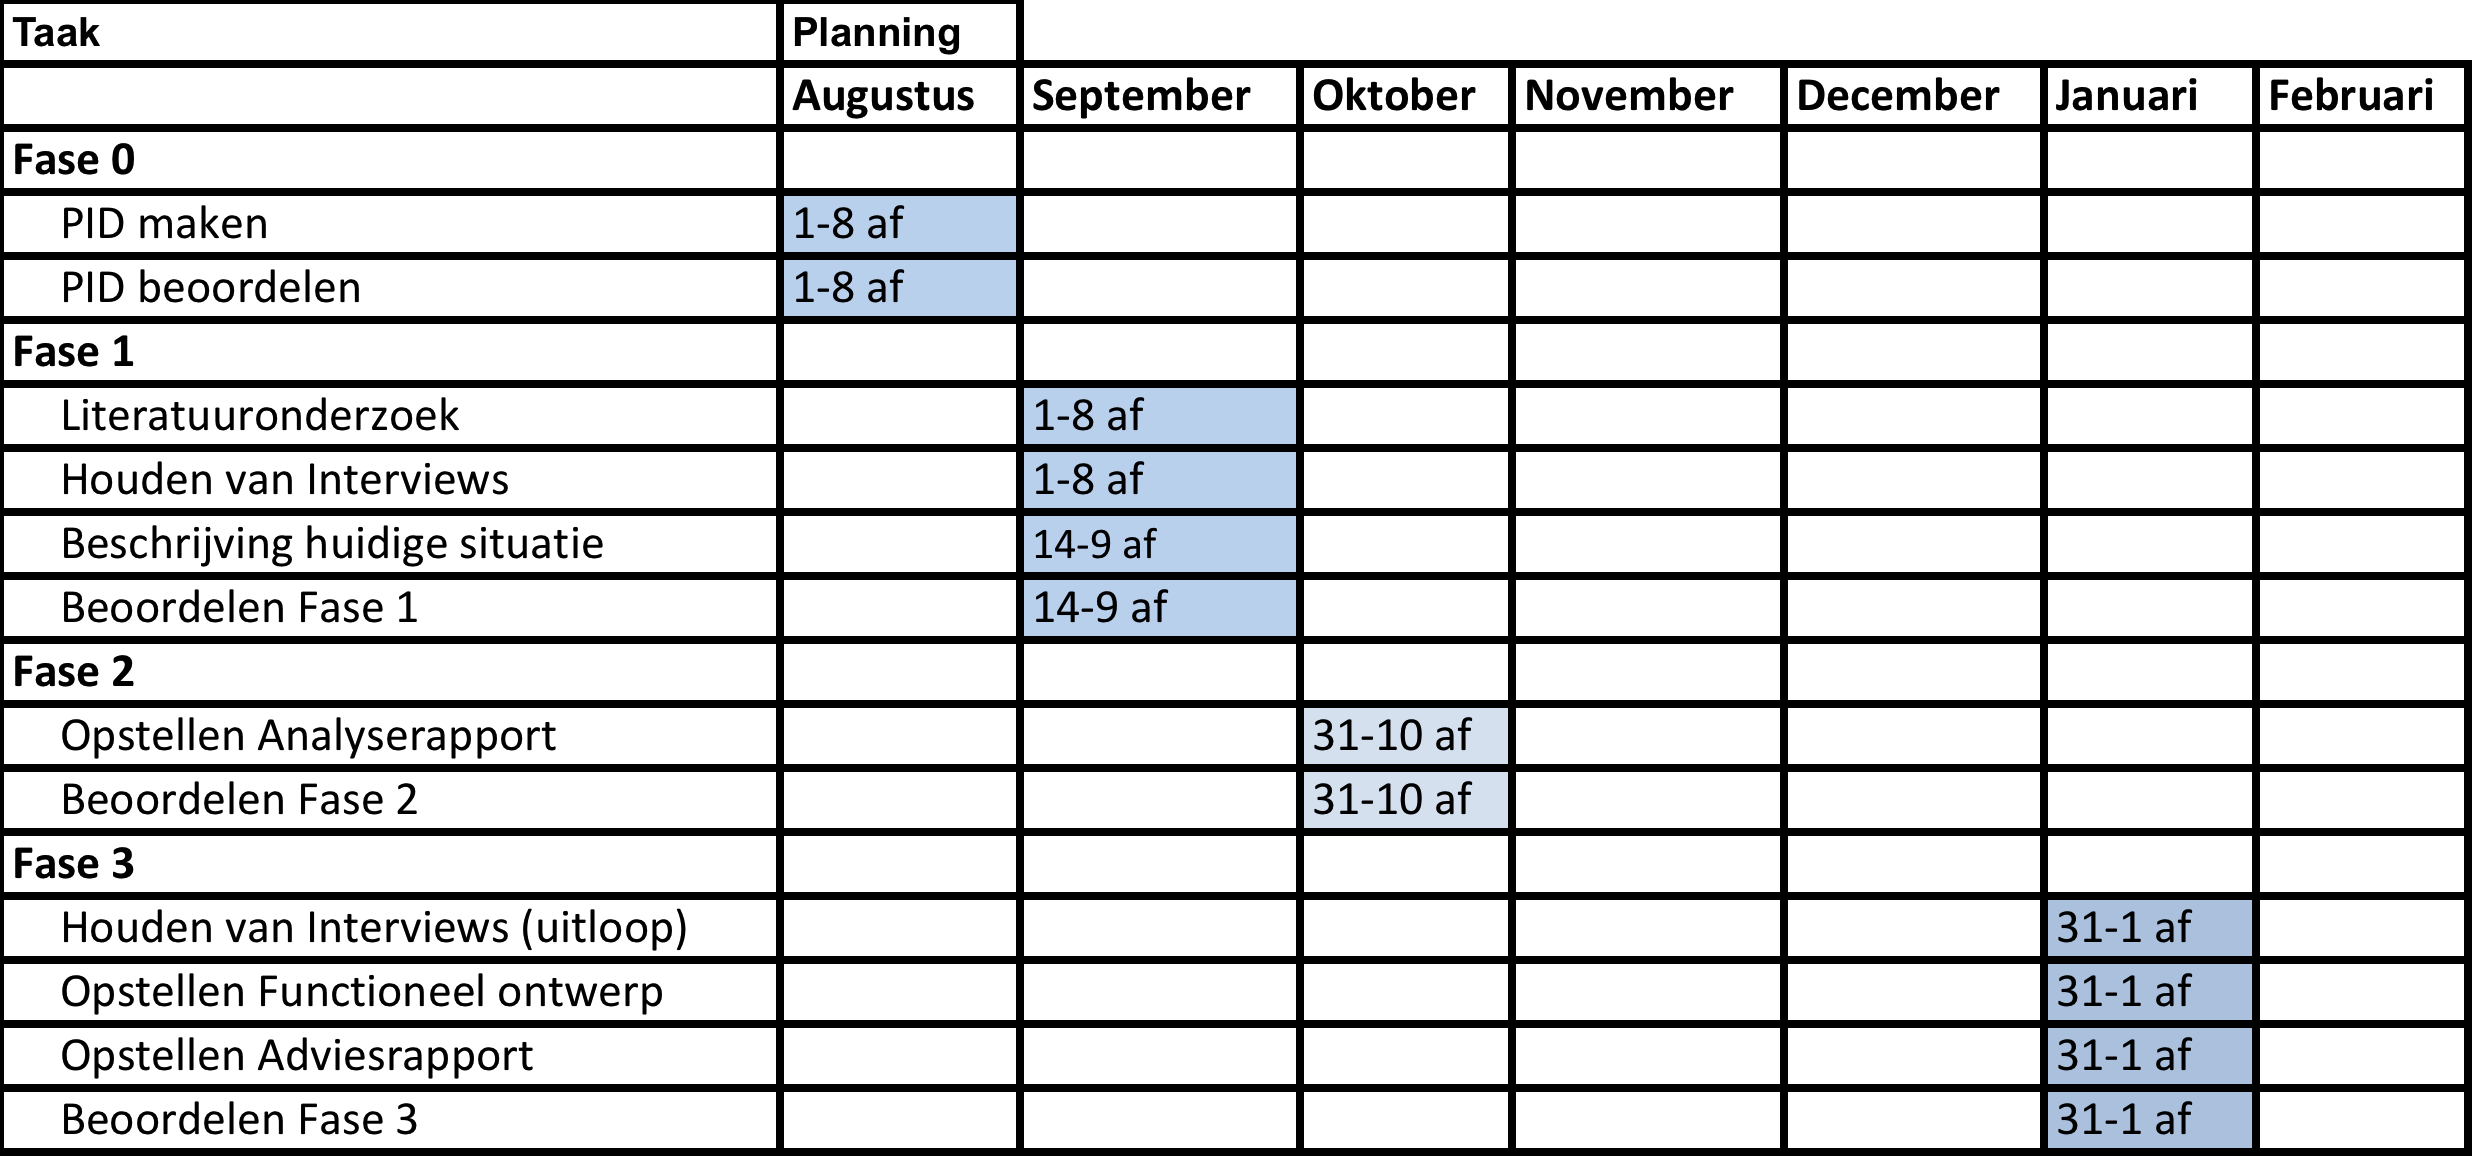 Taak Planning
Augustus September Oktober November December Januari Februari
Fase 0
PID maken 1-8 af
PID beoordelen 1-8 af
Fase 1
Literatuuronderzoek 1-8 af
Houden van Interviews 1-8 af
Beschrijving huidige situatie 14-9 af
Beoordelen Fase 1 14-9 af
Fase 2
Opstellen Analyserapport 31-10 af
Beoordelen Fase 2 31-10 af
Fase 3
Houden van Interviews (uitloop) 31-1 af
Opstellen Functioneel ontwerp 31-1 af
Opstellen Adviesrapport 31-1 af
Beoordelen Fase 3 31-1 af